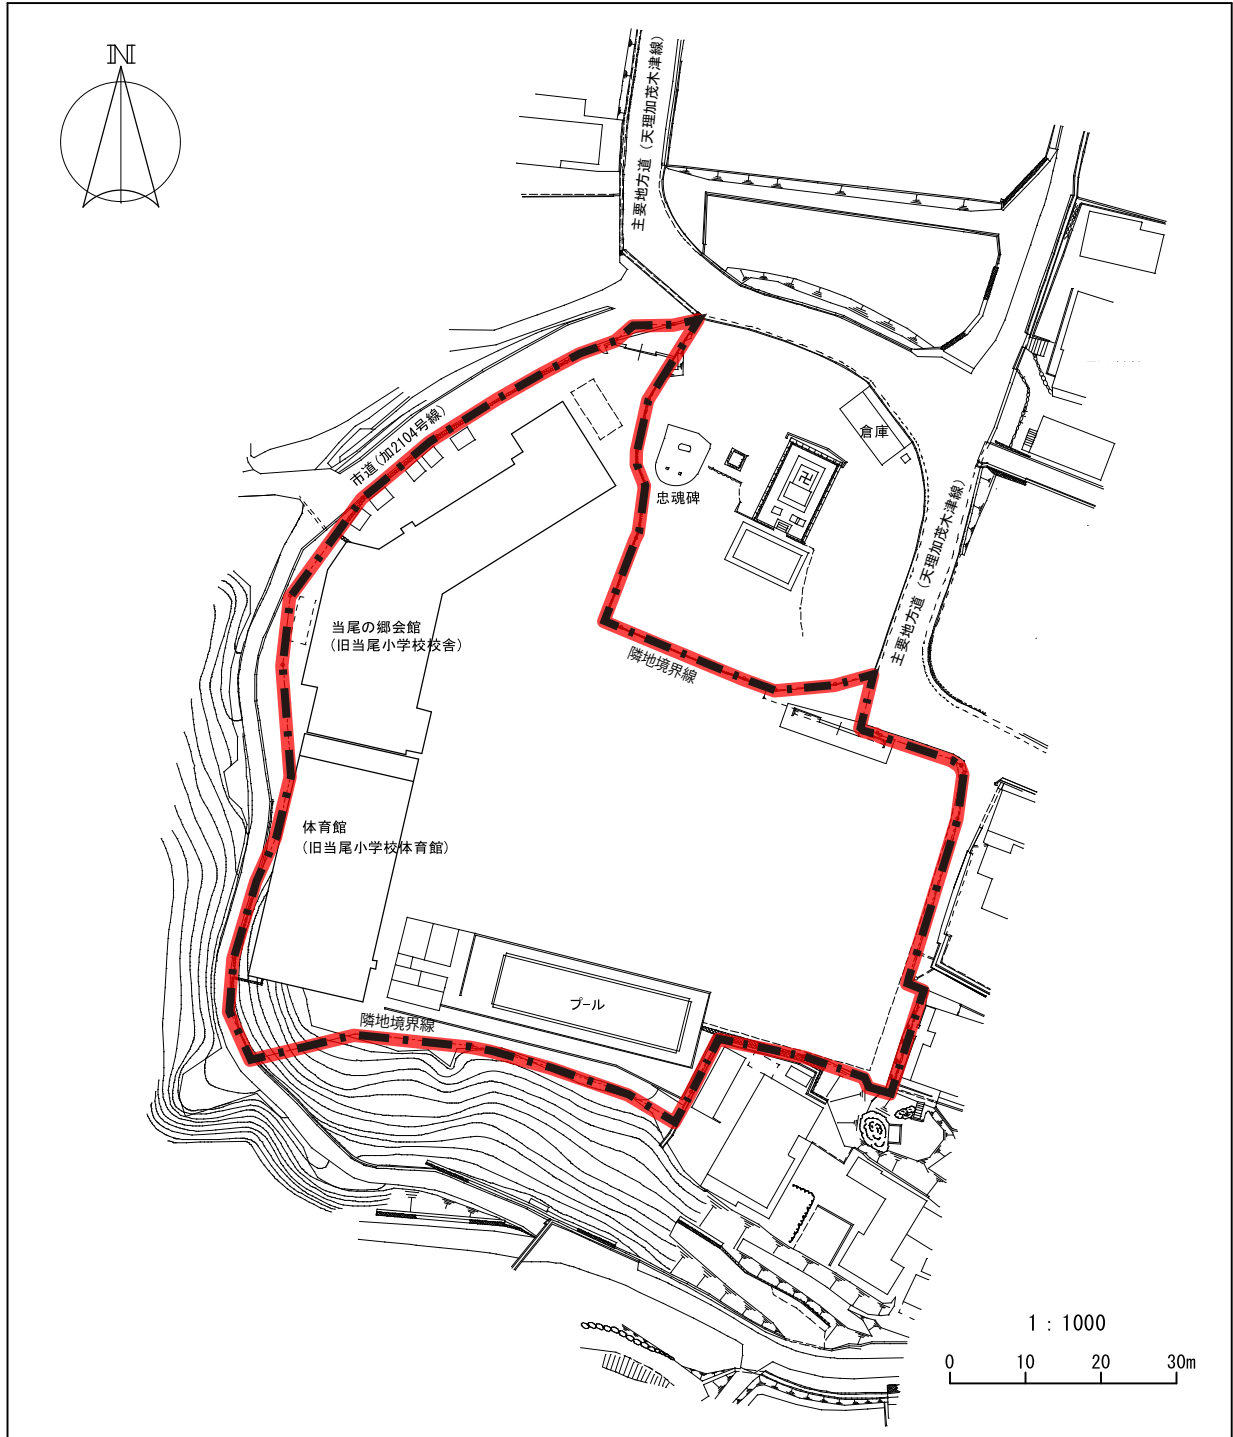 N
主要地方道（天理加茂木津線）
市道(加2104号線)
倉庫
卍
忠魂碑
主要地方道（天理加茂木津線）
当尾の郷会館
(旧当尾小学校校舎)
隣地境界線
体育館
(旧当尾小学校体育館)
プール
隣地境界線
1 : 1000
0 10 20 30m